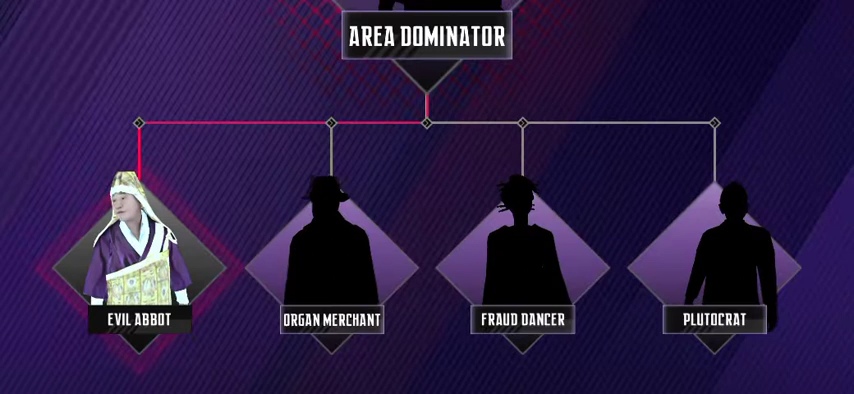 AREA DOMINATOR
EVIL ABBOT
ORGAN MERCHANT
FRAUD DANCER
PLUTOCRAT